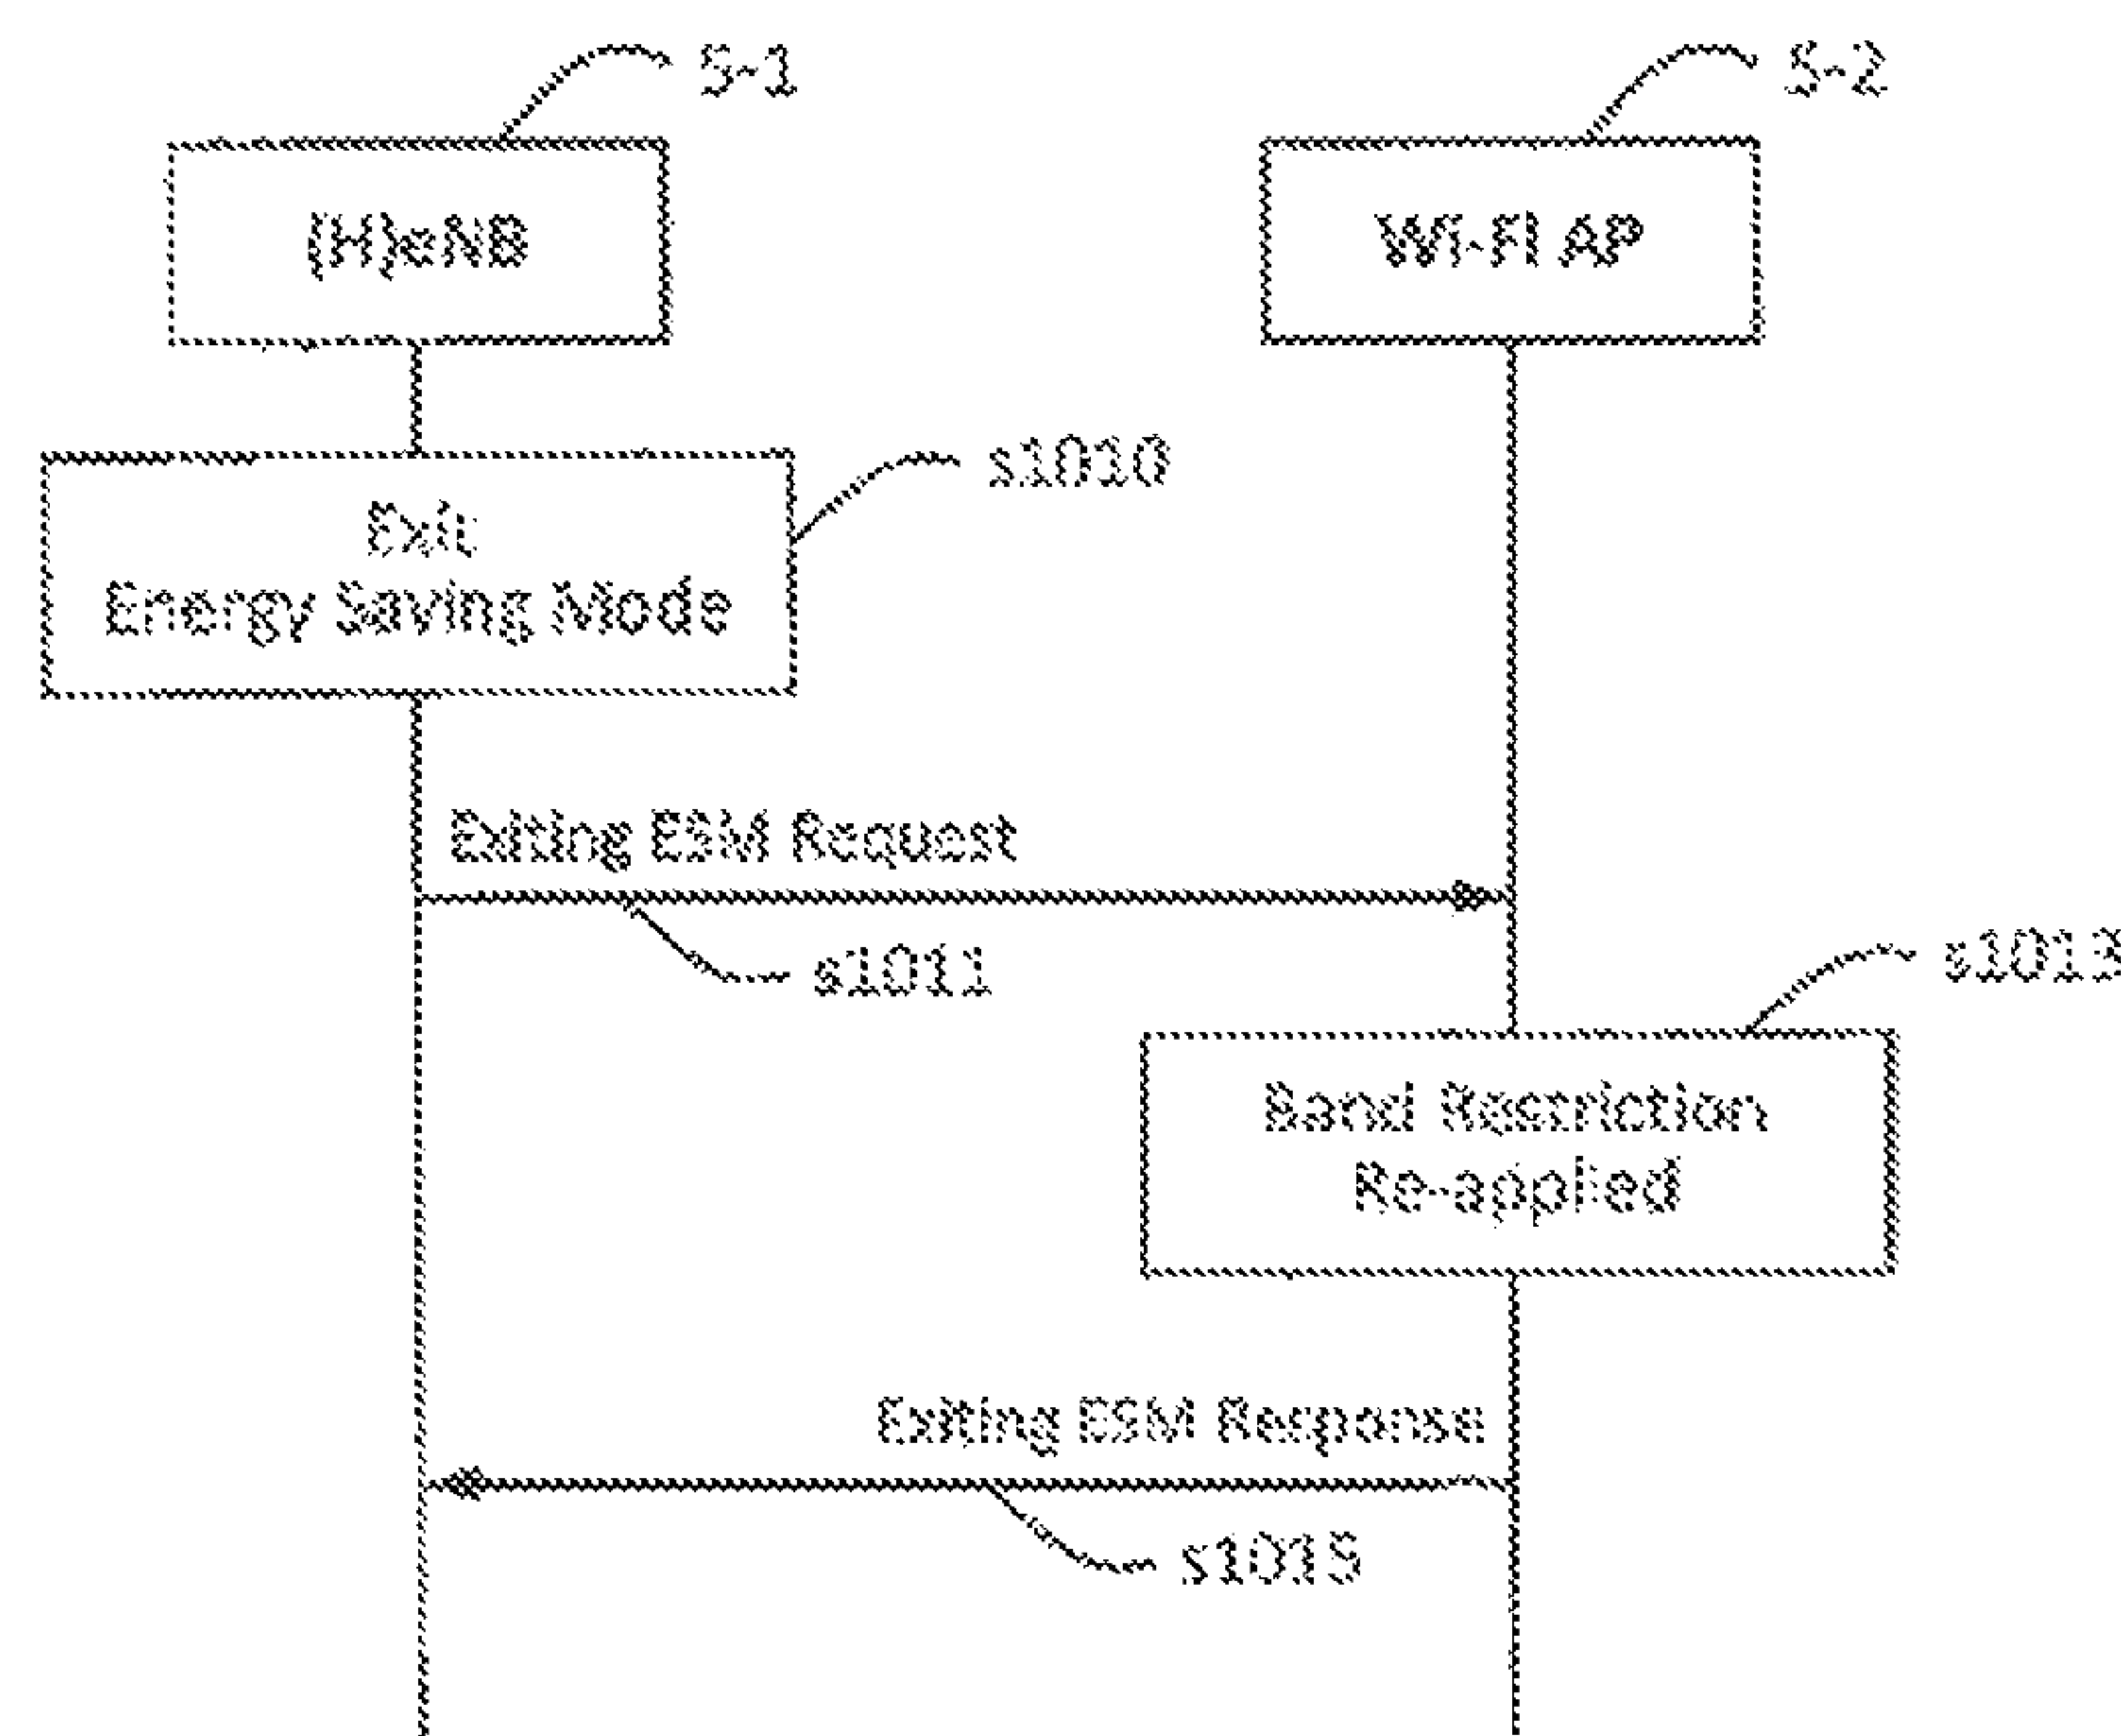 5-1
5-2
(H)eNB
Wi-Fi AP
s1010
Exit
Energy Saving Mode
Exiting ESM Request
s1011
s1013
Band Restriction
Re-applied
Exiting ESM Response
s1015